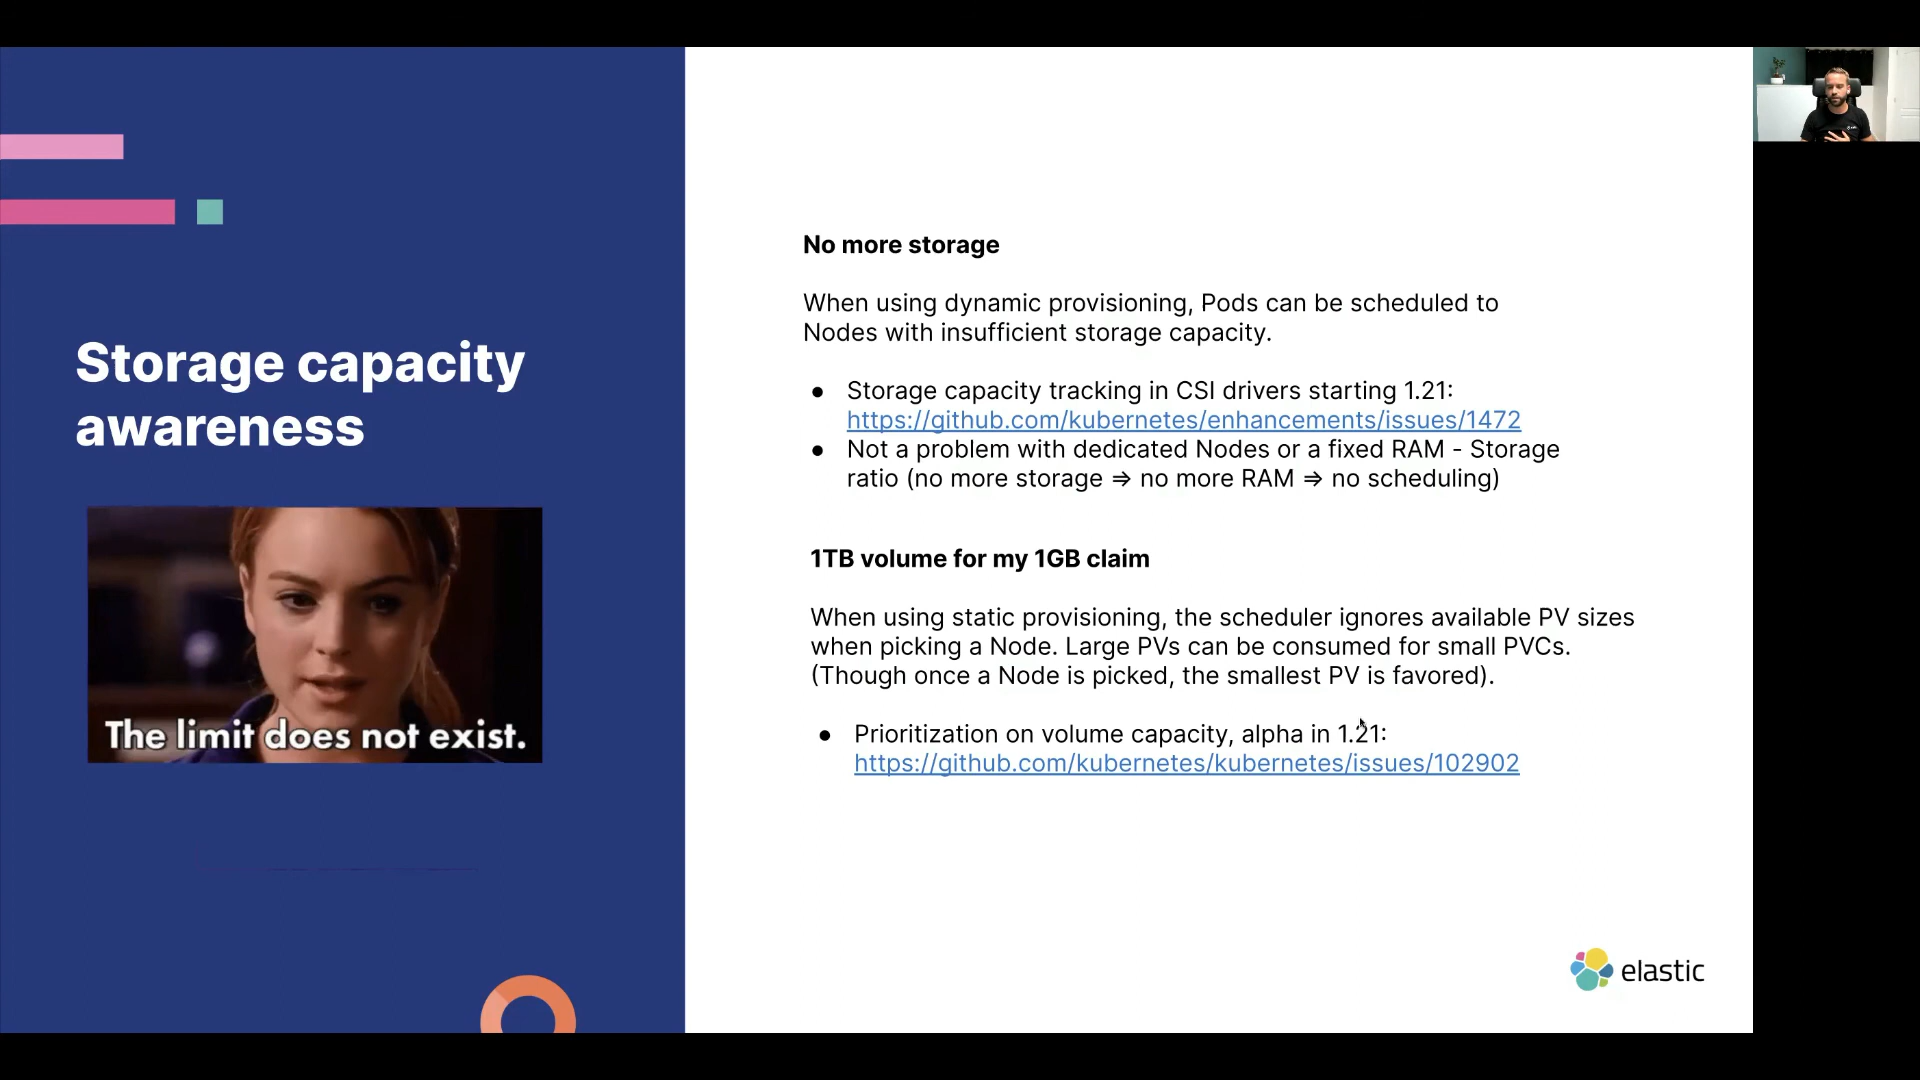 Storage capacity
awareness
The limit does not exist.
No more storage
When using dynamic provisioning, Pods can be scheduled to
Nodes with insufficient storage capacity.
● Storage capacity tracking in CSI drivers starting 1.21:
https://github.com/kubernetes/enhancements/issues/1472
● Not a problem with dedicated Nodes or a fixed RAM - Storage
ratio (no more storage ⇒ no more RAM ⇒ no scheduling)
1TB volume for my 1GB claim
When using static provisioning, the scheduler ignores available PV sizes
when picking a Node. Large PVs can be consumed for small PVCs.
(Though once a Node is picked, the smallest PV is favored).
● Prioritization on volume capacity, alpha in 1.21:
https://github.com/kubernetes/kubernetes/issues/102902
elastic